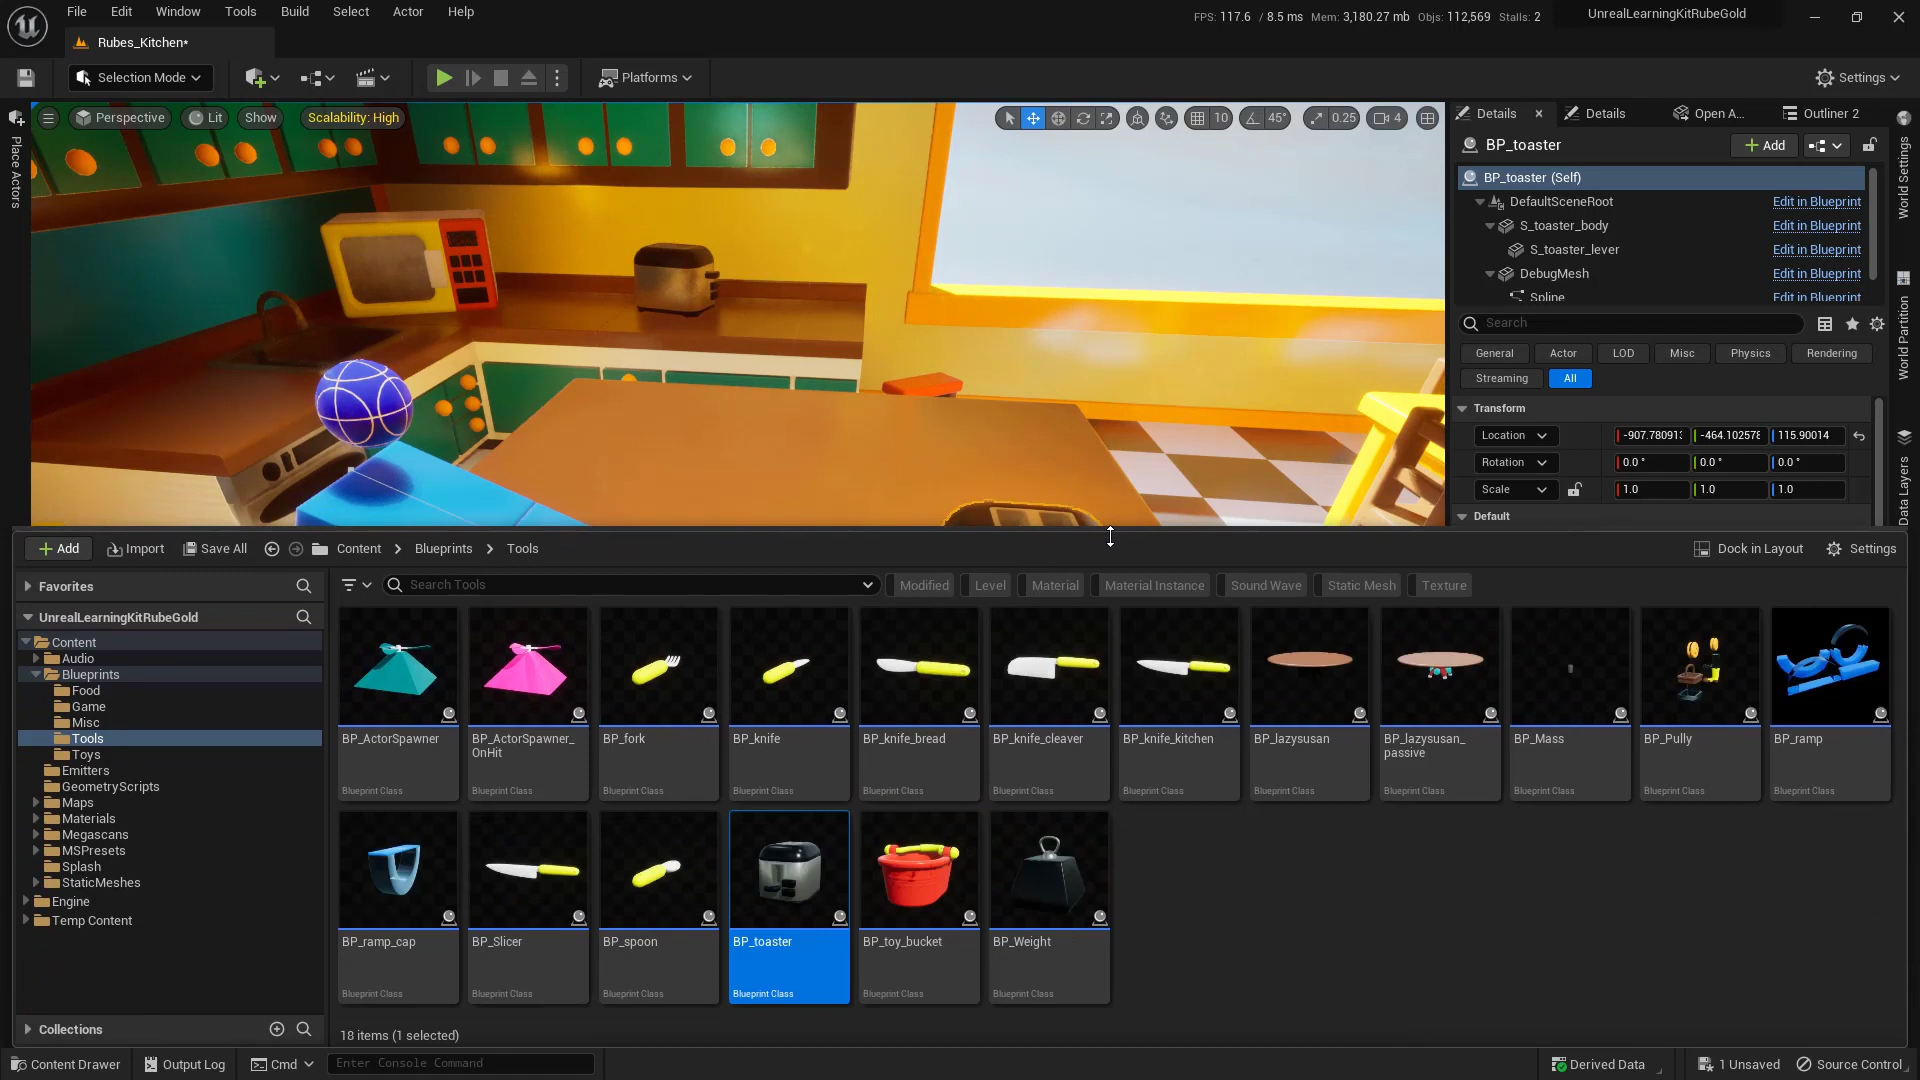 File Edit Window Tools Build Select Actor Help
FPS: 117.6 / 8.5 ms Mem: 3,180.27 mb Objs: 112,569 Stalls: 2
UnrealLearningKitRubeGold
Rubes_Kitchen*
Selection Mode
Platforms
Settings
Place Actors
Perspective Lit Show Scalability: High
10 45° 0.25 4
Details Details Open A... Outliner 2
BP_toaster
Add
BP_toaster (Self)
DefaultSceneRoot Edit in Blueprint
S_toaster_body Edit in Blueprint
S_toaster_lever Edit in Blueprint
DebugMesh Edit in Blueprint
Spline Edit in Blueprint
Search
General Actor LOD Misc Physics Rendering
Streaming All
Transform
Location -907.780913 -464.102578 115.90014
Rotation 0.0 ° 0.0 ° 0.0 °
Scale 1.0 1.0 1.0
Default
World Settings
World Partition
Data Layers
Add Import Save All Content Blueprints Tools
Dock in Layout Settings
Favorites
UnrealLearningKitRubeGold
Content
Audio
Blueprints
Food
Game
Misc
Tools
Toys
Emitters
GeometryScripts
Maps
Materials
Megascans
MSPresets
Splash
StaticMeshes
Engine
Temp Content
Collections
Search Tools
Modified Level Material Material Instance Sound Wave Static Mesh Texture
BP_ActorSpawner
Blueprint Class
BP_ActorSpawner_
OnHit
Blueprint Class
BP_fork
Blueprint Class
BP_knife
Blueprint Class
BP_knife_bread
Blueprint Class
BP_knife_cleaver
Blueprint Class
BP_knife_kitchen
Blueprint Class
BP_lazysusan
Blueprint Class
BP_lazysusan_
passive
Blueprint Class
BP_Mass
Blueprint Class
BP_Pully
Blueprint Class
BP_ramp
Blueprint Class
BP_ramp_cap
Blueprint Class
BP_Slicer
Blueprint Class
BP_spoon
Blueprint Class
BP_toaster
Blueprint Class
BP_toy_bucket
Blueprint Class
BP_Weight
Blueprint Class
18 items (1 selected)
Content Drawer Output Log Cmd Enter Console Command
Derived Data 1 Unsaved Source Control